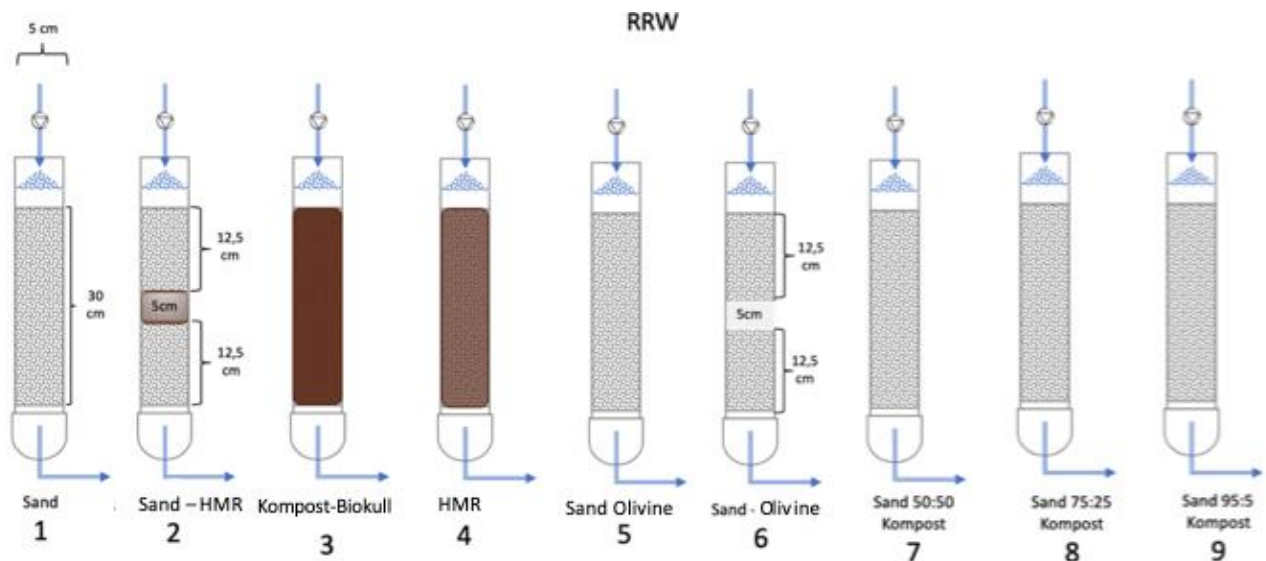 RRW
5 cm
30
cm
12,5
cm
5cm
12,5
cm
12,5
cm
5cm
12,5
cm
Sand
1
Sand – HMR
2
Kompost-Biokull
3
HMR
4
Sand Olivine
5
Sand - Olivine
6
Sand 50:50
Kompost
7
Sand 75:25
Kompost
8
Sand 95:5
Kompost
9